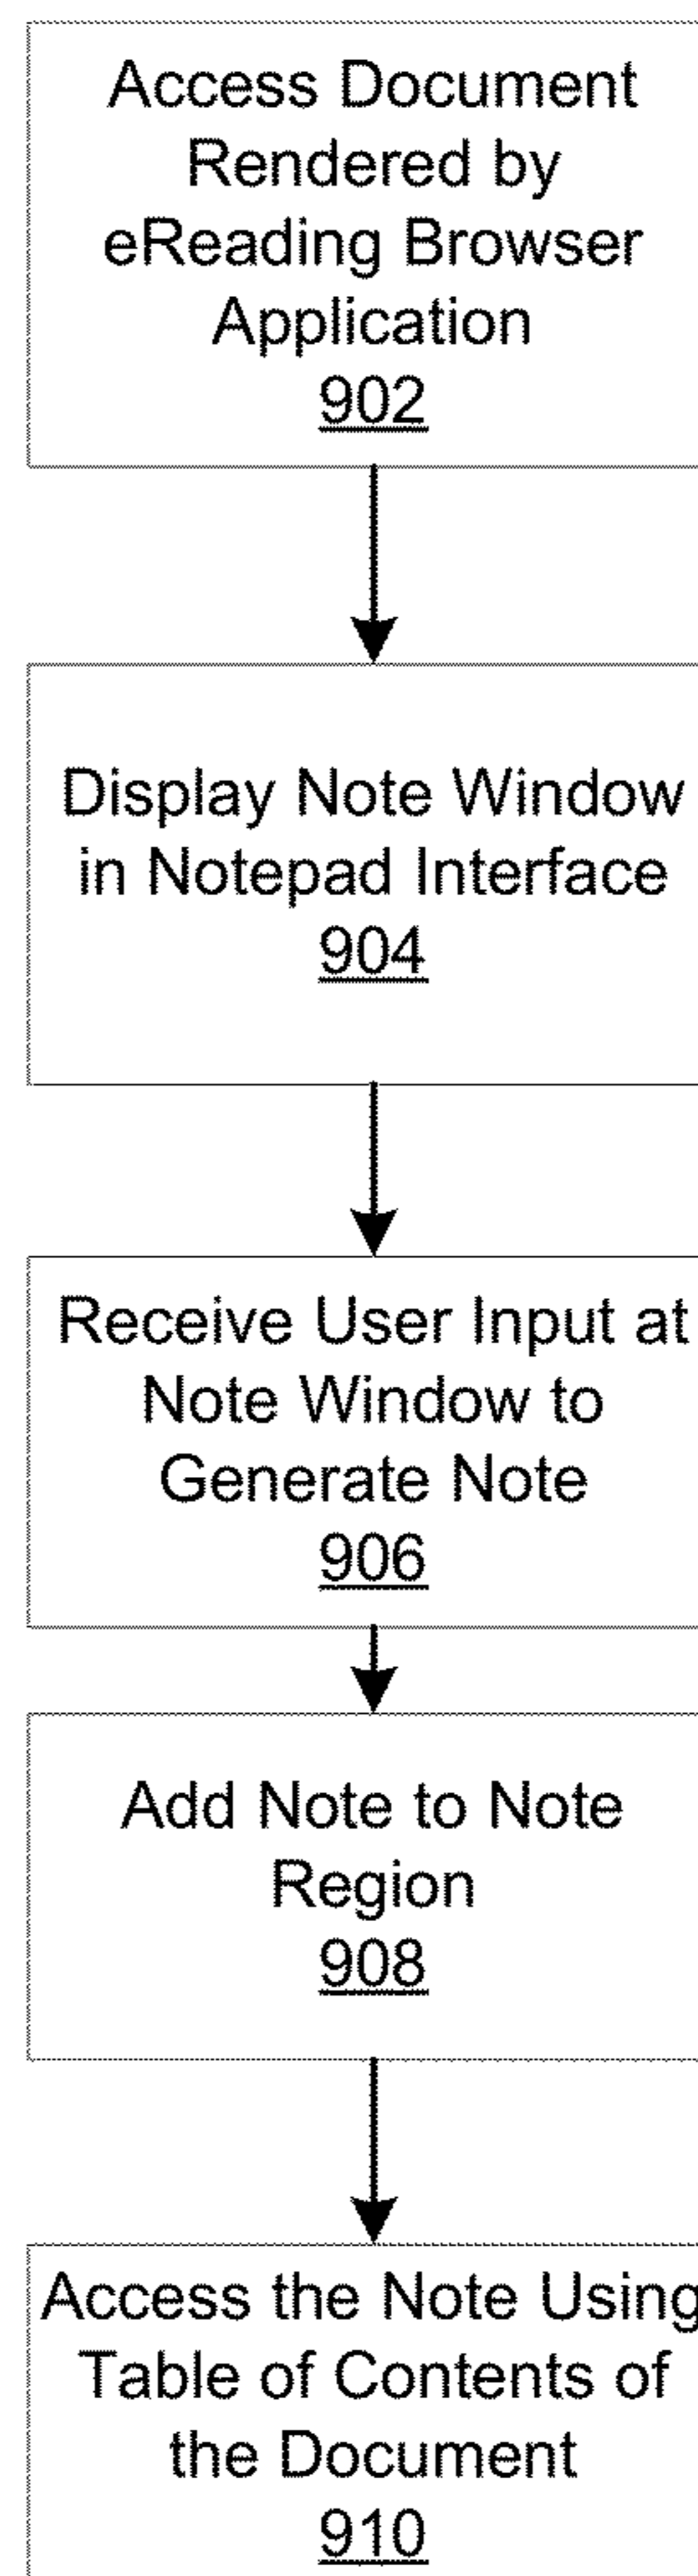 Access Document
Rendered by
eReading Browser
Application
902
Display Note Window
in Notepad Interface
904
Receive User Input at
Note Window to
Generate Note
906
Add Note to Note
Region
908
Access the Note Using
Table of Contents of
the Document
910